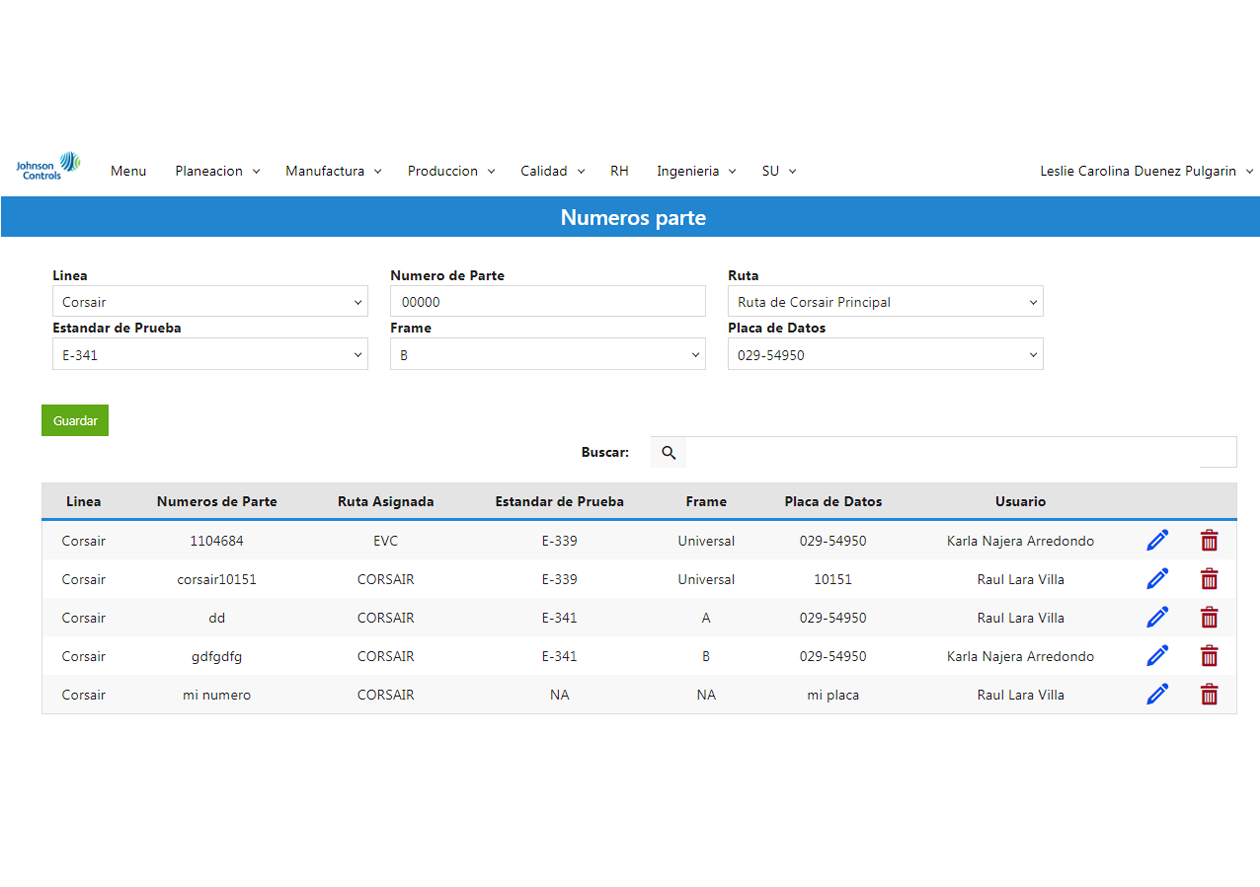 Johnson Controls Menu Planeacion Manufactura Produccion Calidad RH Ingenieria SU Leslie Carolina Duenez Pulgarin
Numeros parte
Linea Numero de Parte Ruta
Corsair 00000 Ruta de Corsair Principal
Estandar de Prueba Frame Placa de Datos
E-341 B 029-54950
Guardar
Buscar:
Linea Numeros de Parte Ruta Asignada Estandar de Prueba Frame Placa de Datos Usuario
Corsair 1104684 EVC E-339 Universal 029-54950 Karla Najera Arredondo
Corsair corsair10151 CORSAIR E-339 Universal 10151 Raul Lara Villa
Corsair dd CORSAIR E-341 A 029-54950 Raul Lara Villa
Corsair gdfgdfg CORSAIR E-341 B 029-54950 Karla Najera Arredondo
Corsair mi numero CORSAIR NA NA mi placa Raul Lara Villa